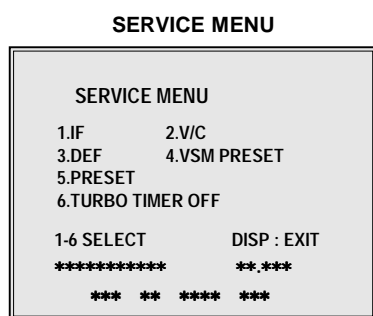 SERVICE MENU
SERVICE MENU
1.IF 2.V/C
3.DEF 4.VSM PRESET
5.PRESET
6.TURBO TIMER OFF
1-6 SELECT DISP : EXIT
*********** **.***
*** ** **** ***